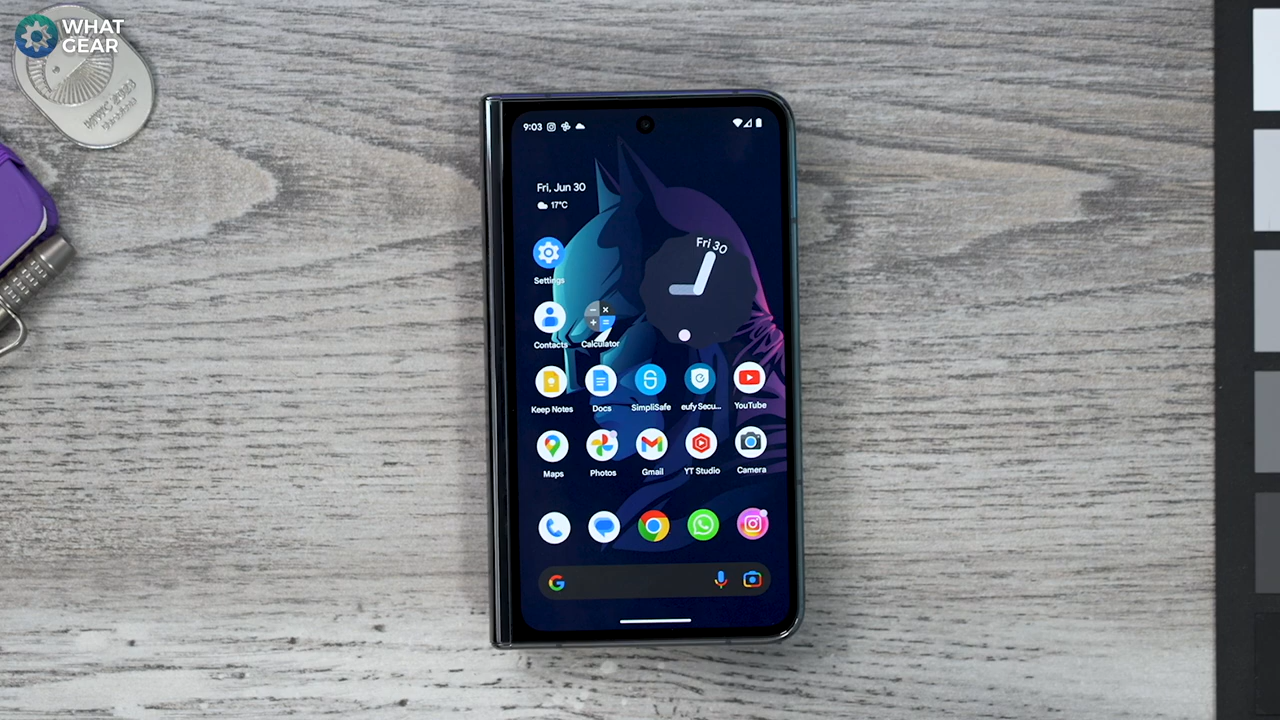 WHAT
GEAR
9:03
Fri, Jun 30
17°C
Fri 30
Settings
Contacts
Calculator
Keep Notes
Docs
SimpliSafe
eufy Secu...
YouTube
Maps
Photos
Gmail
YT Studio
Camera